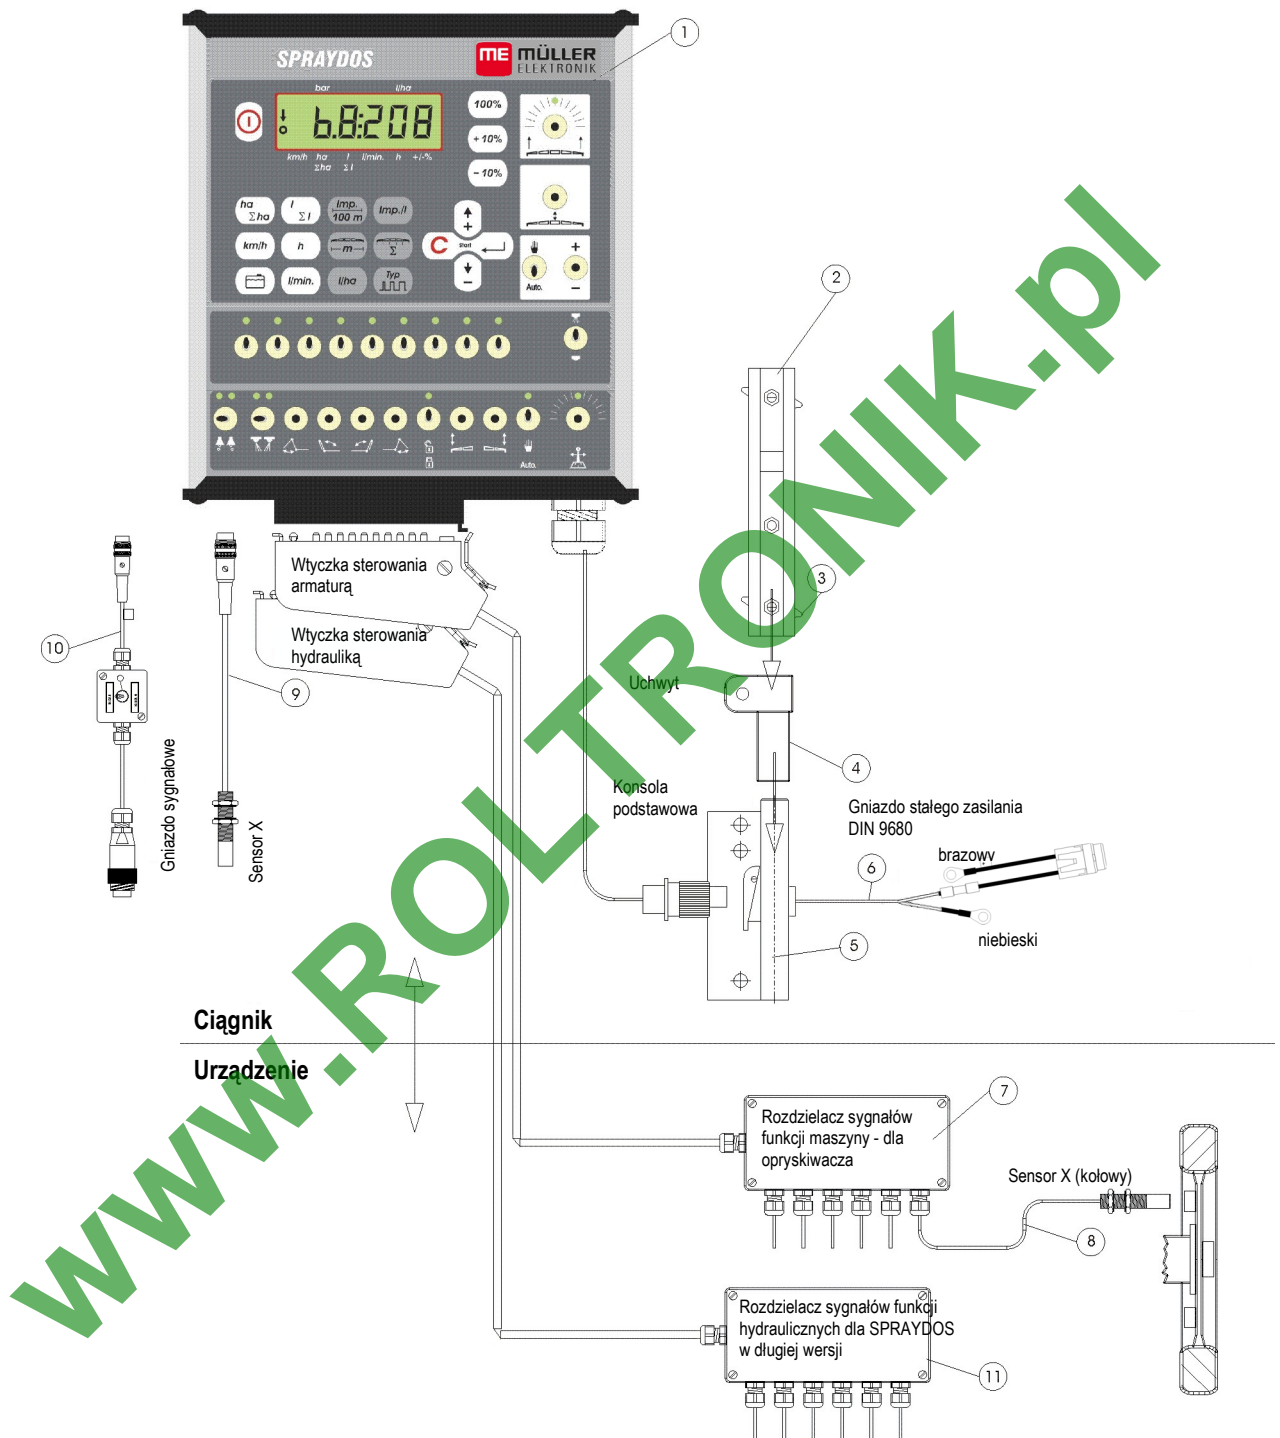 1
SPRAYDOS
ME MÜLLER
ELEKTRONIK
bar l/ha
b.8:208
km/h ha l l/min. h +/-%
Σha Σl
100%
+ 10%
- 10%
ha
Σha
l
Σl
Imp.
100 m
Imp./l
km/h
h
m
Σ
l/min.
l/ha
Typ
+
C
Start
-
+
Auto.
-
Auto.
2
3
Wtyczka sterowania
armaturą
Wtyczka sterowania
hydrauliką
10
9
Gniazdo sygnałowe
Sensor X
Uchwyt
4
Konsola
podstawowa
Gniazdo stałego zasilania
DIN 9680
brazowy
6
niebieski
5
Ciągnik
Urządzenie
7
Rozdzielacz sygnałów
funkcji maszyny - dla
opryskiwacza
Sensor X (kołowy)
8
Rozdzielacz sygnałów funkcji
hydraulicznych dla SPRAYDOS
w długiej wersji
11
www.ROLTRONIK.pl